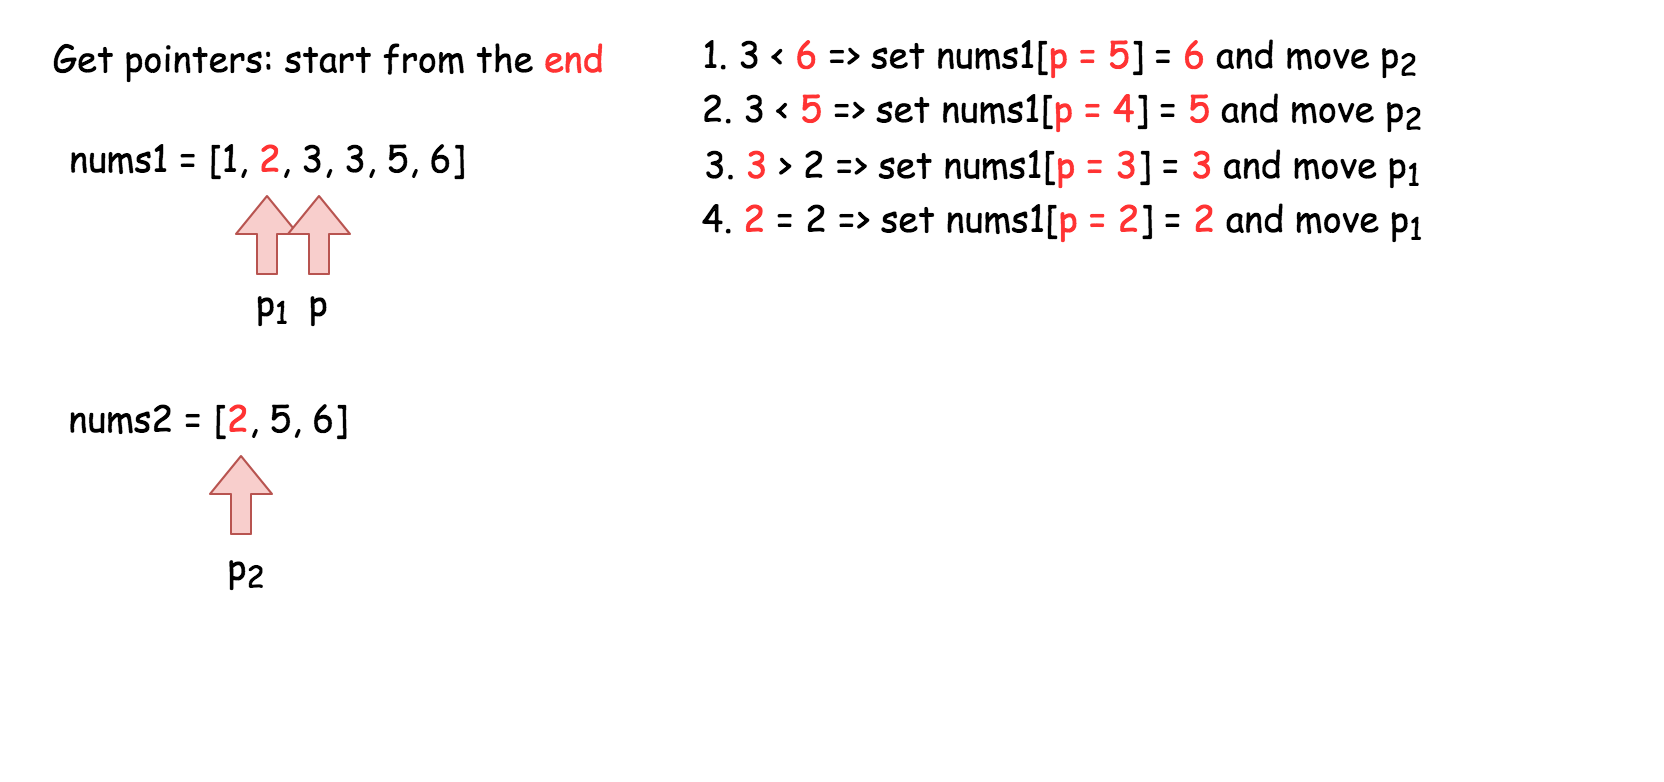 Get pointers: start from the end
nums1 = [1, 2, 3, 3, 5, 6]
p1 p
nums2 = [2, 5, 6]
p2
1. 3 < 6 => set nums1[p = 5] = 6 and move p2
2. 3 < 5 => set nums1[p = 4] = 5 and move p2
3. 3 > 2 => set nums1[p = 3] = 3 and move p1
4. 2 = 2 => set nums1[p = 2] = 2 and move p1